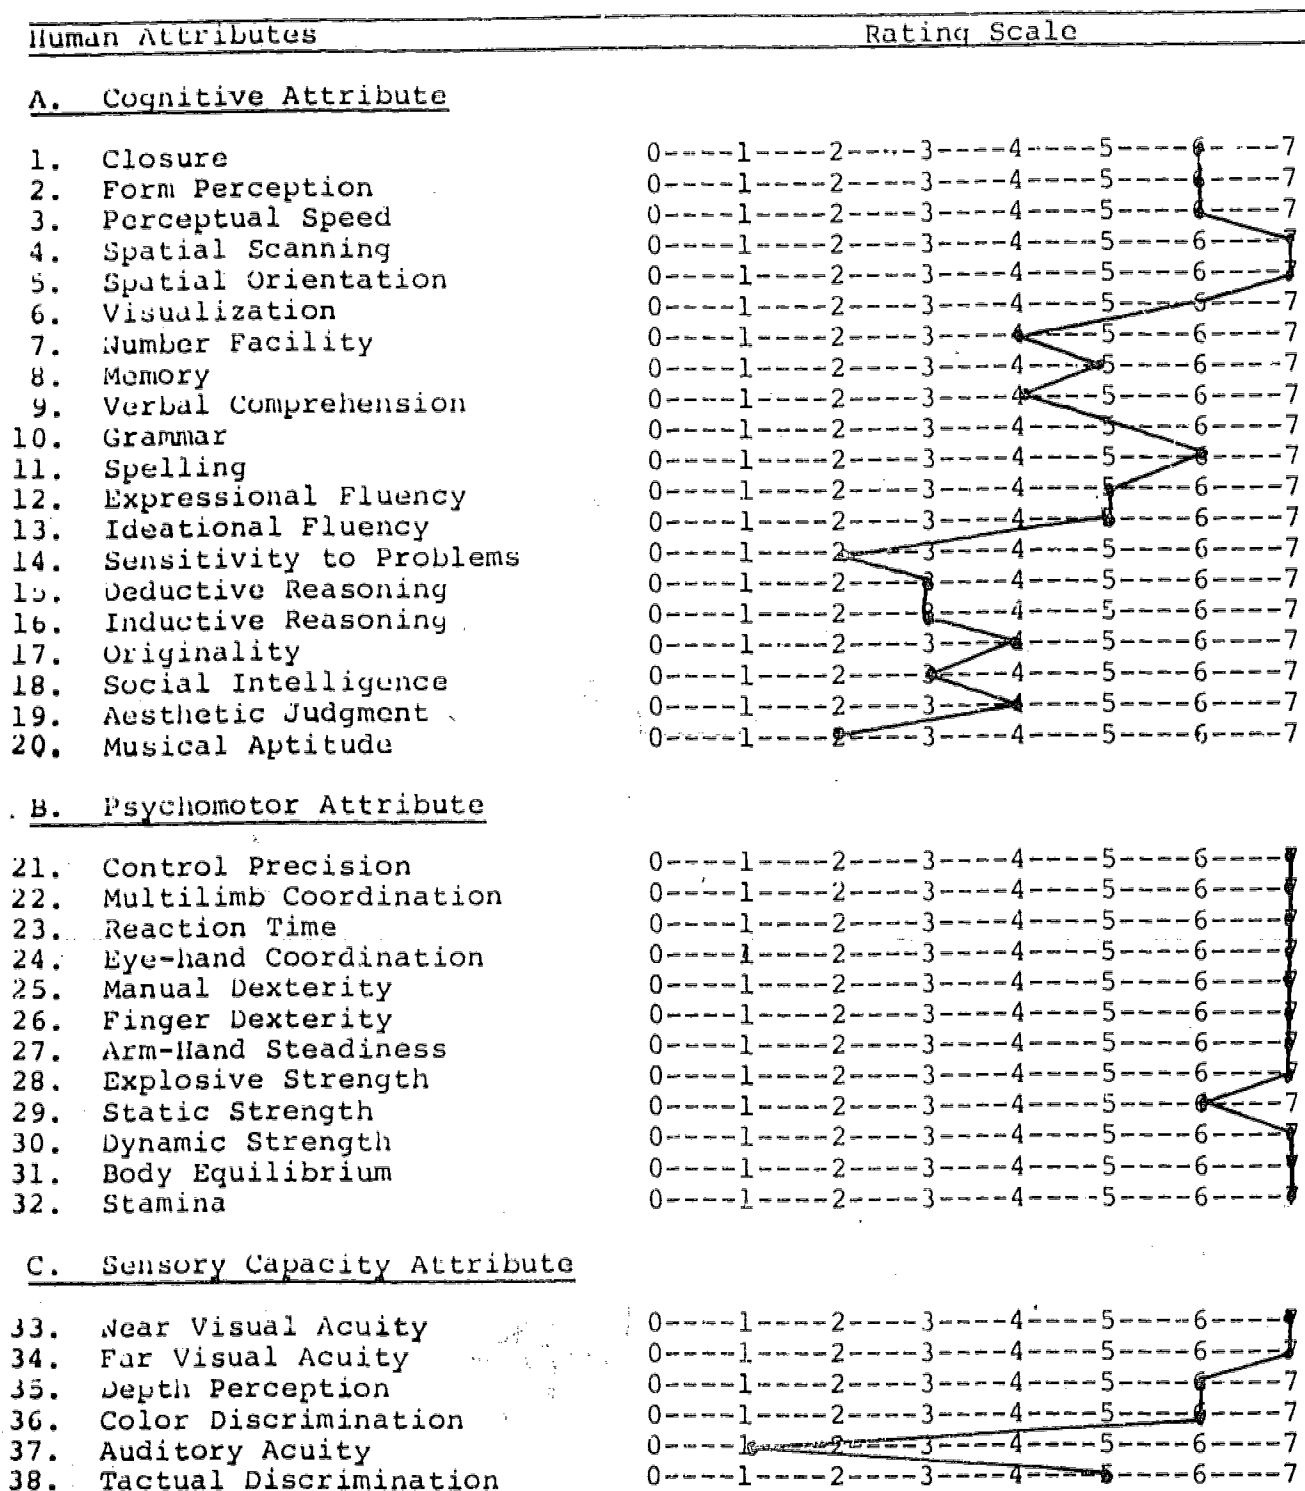 Human Attributes Rating Scale
A. Cognitive Attribute
1. Closure 0----1----2----3----4----5----6----7
2. Form Perception 0----1----2----3----4----5----6----7
3. Perceptual Speed 0----1----2----3----4----5----6----7
4. Spatial Scanning 0----1----2----3----4----5----6----7
5. Spatial Orientation 0----1----2----3----4----5----6----7
6. Visualization 0----1----2----3----4----5----6----7
7. Number Facility 0----1----2----3----4----5----6----7
8. Memory 0----1----2----3----4----5----6----7
9. Verbal Comprehension 0----1----2----3----4----5----6----7
10. Grammar 0----1----2----3----4----5----6----7
11. Spelling 0----1----2----3----4----5----6----7
12. Expressional Fluency 0----1----2----3----4----5----6----7
13. Ideational Fluency 0----1----2----3----4----5----6----7
14. Sensitivity to Problems 0----1----2----3----4----5----6----7
15. Deductive Reasoning 0----1----2----3----4----5----6----7
16. Inductive Reasoning 0----1----2----3----4----5----6----7
17. Originality 0----1----2----3----4----5----6----7
18. Social Intelligence 0----1----2----3----4----5----6----7
19. Aesthetic Judgment 0----1----2----3----4----5----6----7
20. Musical Aptitude 0----1----2----3----4----5----6----7
B. Psychomotor Attribute
21. Control Precision 0----1----2----3----4----5----6----7
22. Multilimb Coordination 0----1----2----3----4----5----6----7
23. Reaction Time 0----1----2----3----4----5----6----7
24. Eye-hand Coordination 0----1----2----3----4----5----6----7
25. Manual Dexterity 0----1----2----3----4----5----6----7
26. Finger Dexterity 0----1----2----3----4----5----6----7
27. Arm-Hand Steadiness 0----1----2----3----4----5----6----7
28. Explosive Strength 0----1----2----3----4----5----6----7
29. Static Strength 0----1----2----3----4----5----6----7
30. Dynamic Strength 0----1----2----3----4----5----6----7
31. Body Equilibrium 0----1----2----3----4----5----6----7
32. Stamina 0----1----2----3----4----5----6----7
C. Sensory Capacity Attribute
33. Near Visual Acuity 0----1----2----3----4----5----6----7
34. Far Visual Acuity 0----1----2----3----4----5----6----7
35. Depth Perception 0----1----2----3----4----5----6----7
36. Color Discrimination 0----1----2----3----4----5----6----7
37. Auditory Acuity 0----1----2----3----4----5----6----7
38. Tactual Discrimination 0----1----2----3----4----5----6----7